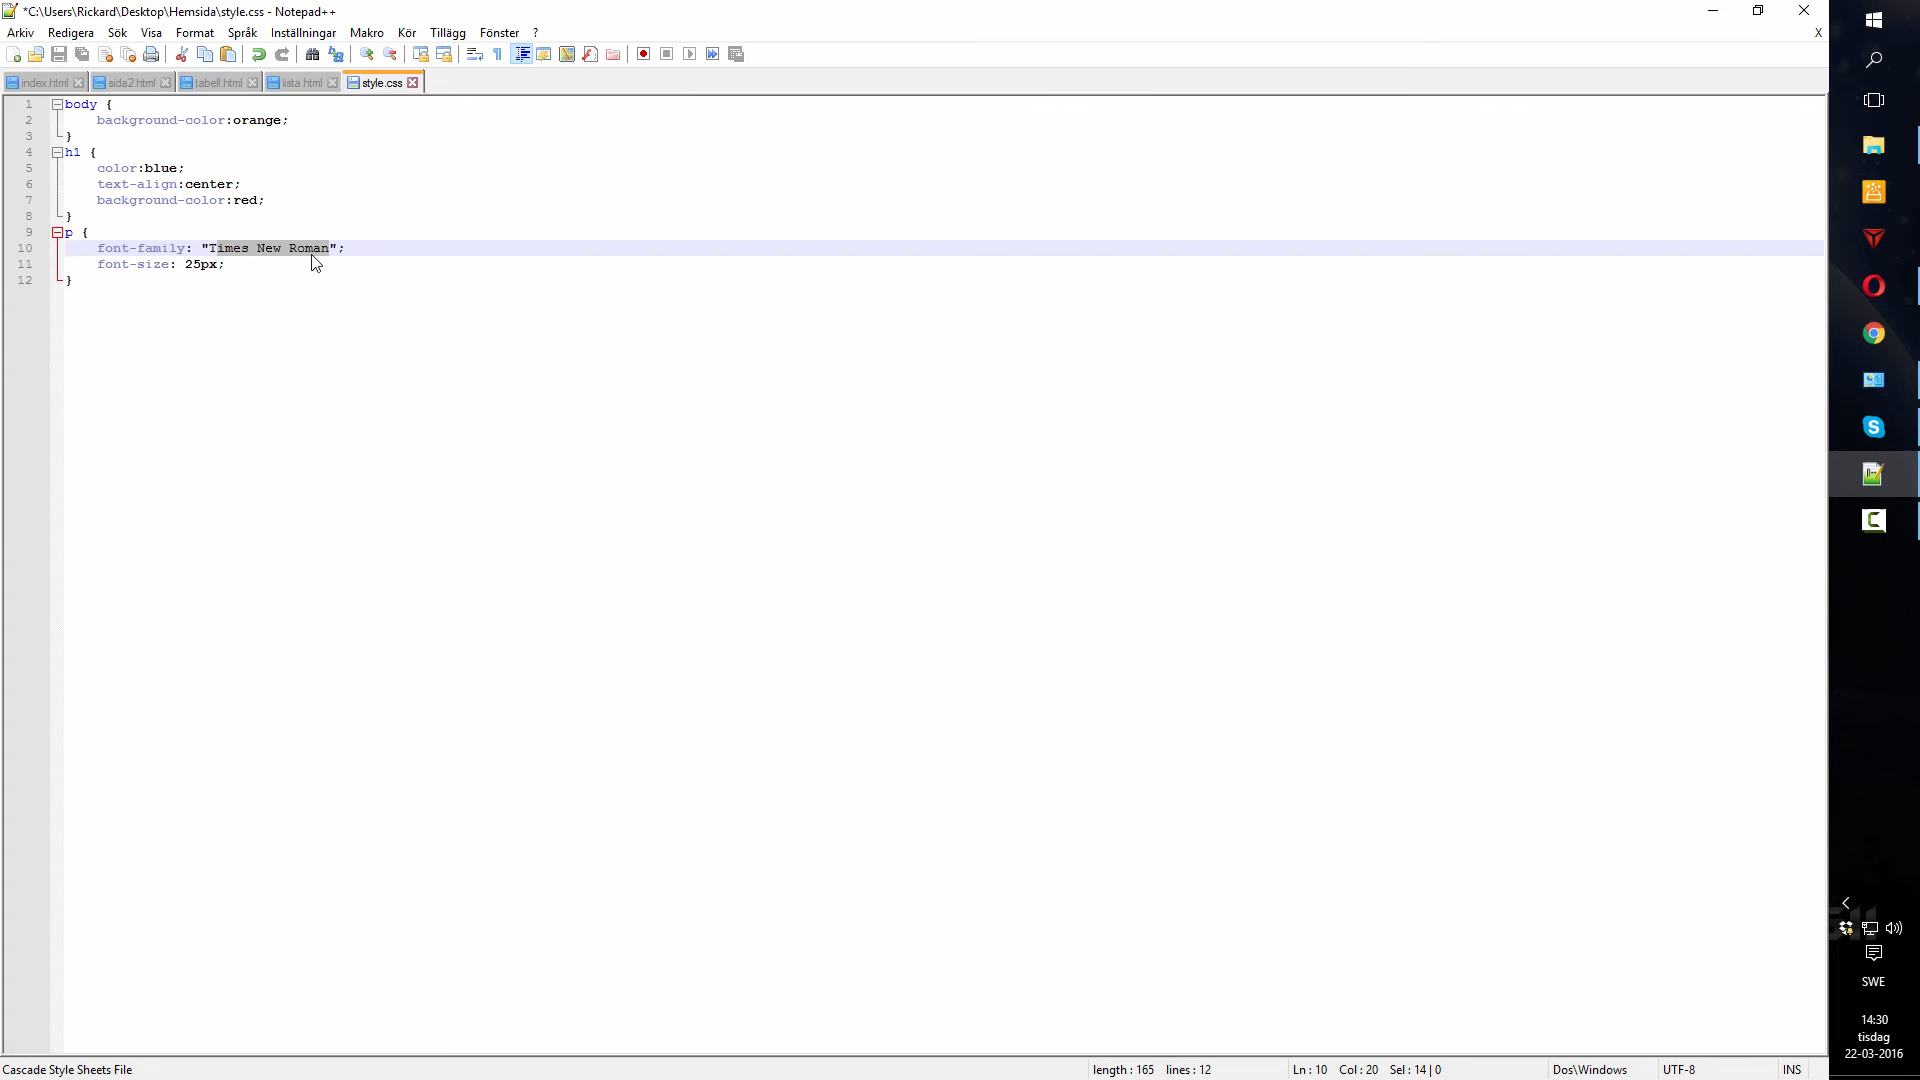 *C:\Users\Rickard\Desktop\Hemsida\style.css - Notepad++
Arkiv Redigera Sök Visa Format Språk Inställningar Makro Kör Tillägg Fönster ? X
index.html sida2.html tabell.html lista.html style.css
1 body {
2 background-color:orange;
3 }
4 h1 {
5 color:blue;
6 text-align:center;
7 background-color:red;
8 }
9 p {
10 font-family: "Times New Roman";
11 font-size: 25px;
12 }
SWE
14:30
tisdag
22-03-2016
Cascade Style Sheets File length : 165 lines : 12 Ln : 10 Col : 20 Sel : 14 | 0 Dos\Windows UTF-8 INS